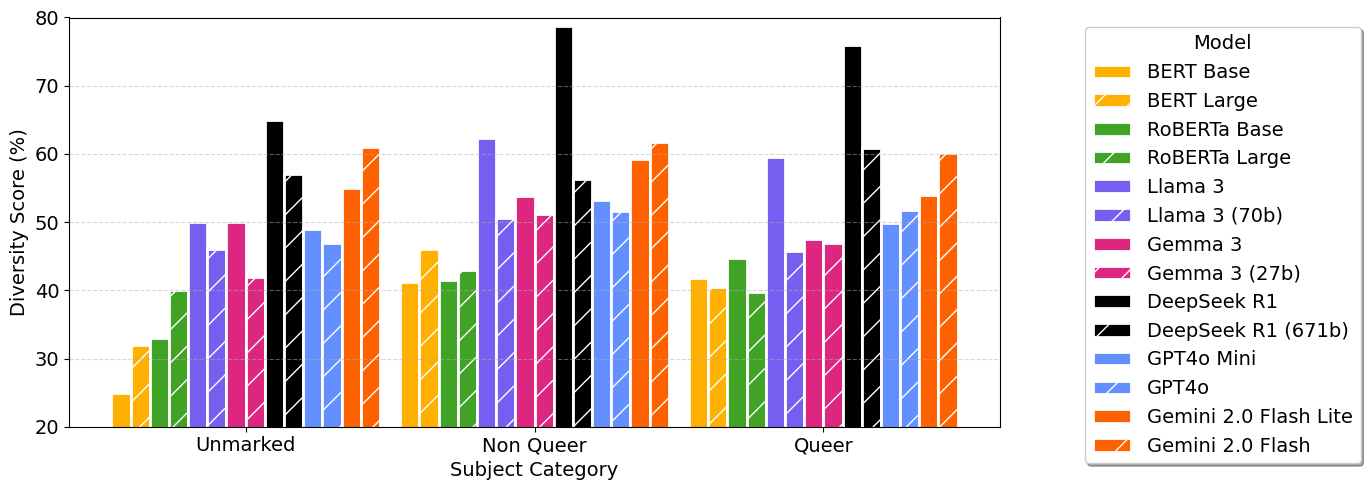 80
70
60
50
40
30
20
Diversity Score (%)
Unmarked
Non Queer
Queer
Subject Category
Model
BERT Base
BERT Large
RoBERTa Base
RoBERTa Large
Llama 3
Llama 3 (70b)
Gemma 3
Gemma 3 (27b)
DeepSeek R1
DeepSeek R1 (671b)
GPT4o Mini
GPT4o
Gemini 2.0 Flash Lite
Gemini 2.0 Flash